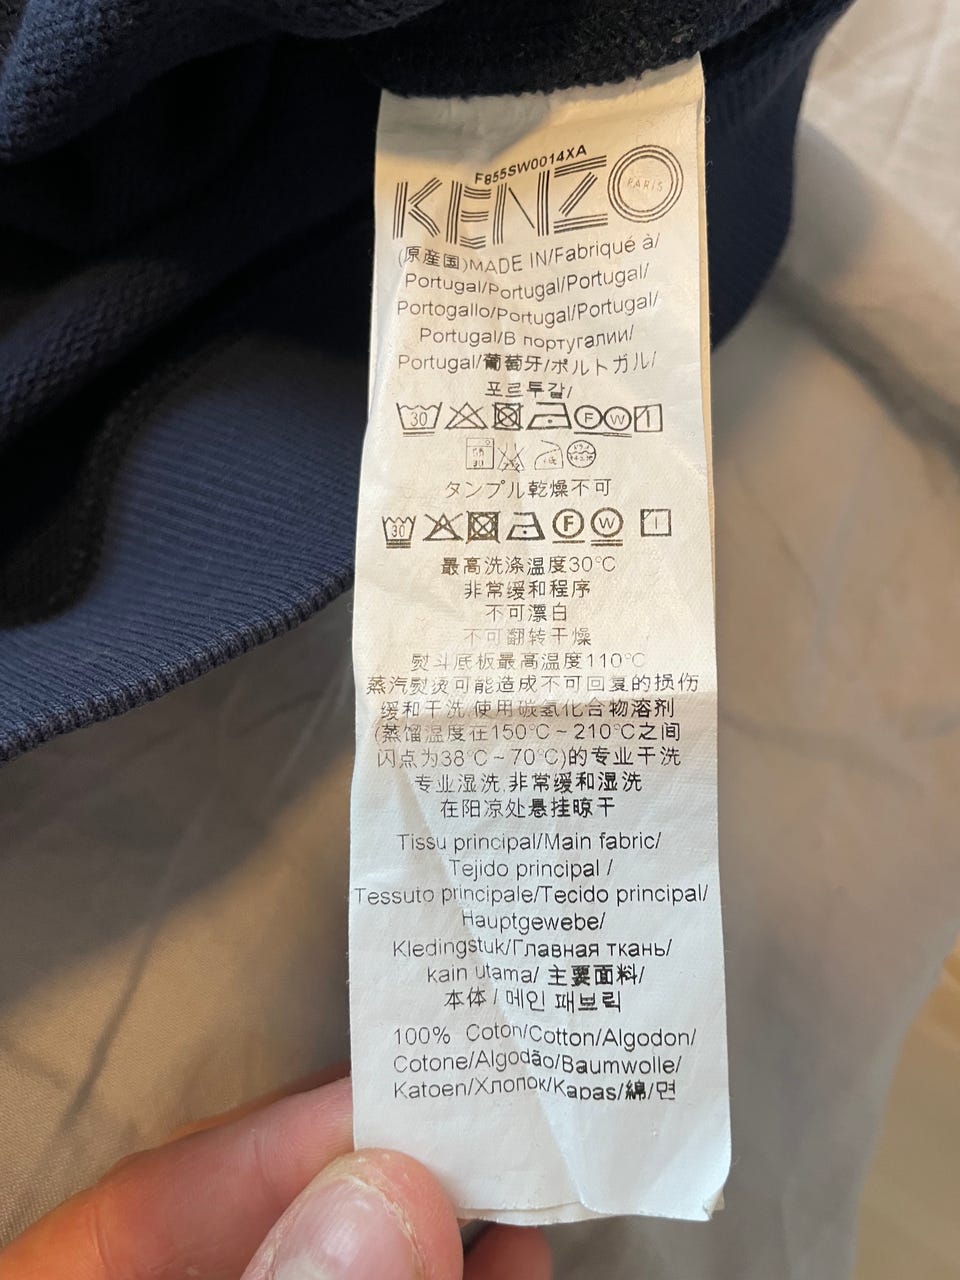 F855SW0014XA
KENZO PARIS
(原産国)MADE IN/Fabriqué à/
Portugal/Portugal/Portugal/
Portogallo/Portugal/Portugal/
Portugal/В португалии/
Portugal/葡萄牙/ポルトガル/
포르투갈/
30 F W
タンブル乾燥不可
30 F W
最高洗涤温度30°C
非常缓和程序
不可漂白
不可翻转干燥
熨斗底板最高温度110°C
蒸汽熨烫可能造成不可回复的损伤
缓和干洗,使用碳氢化合物溶剂
(蒸馏温度在150°C~210°C之间
闪点为38°C~70°C)的专业干洗
专业湿洗,非常缓和湿洗
在阳凉处悬挂晾干
Tissu principal/Main fabric/
Tejido principal /
Tessuto principale/Tecido principal/
Hauptgewebe/
Kledingstuk/Главная ткань/
kain utama/ 主要面料/
本体 / 메인 패브릭
100% Coton/Cotton/Algodon/
Cotone/Algodão/Baumwolle/
Katoen/Хлопок/Kapas/綿/면